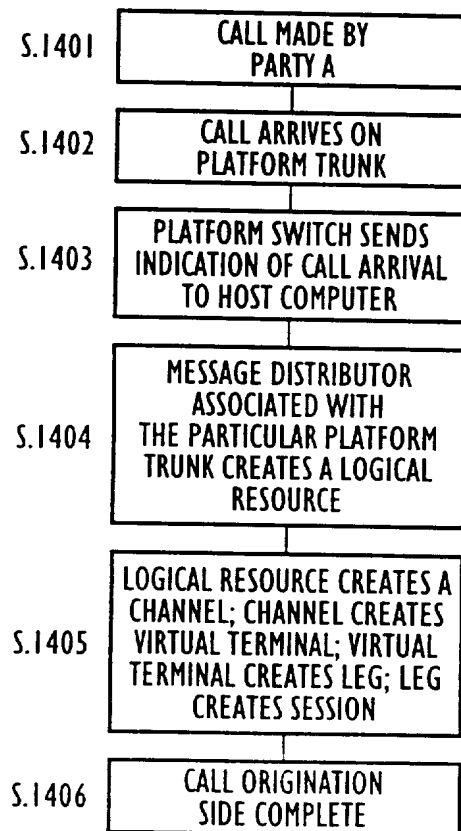 S.1401
CALL MADE BY
PARTY A
S.1402
CALL ARRIVES ON
PLATFORM TRUNK
S.1403
PLATFORM SWITCH SENDS
INDICATION OF CALL ARRIVAL
TO HOST COMPUTER
S.1404
MESSAGE DISTRIBUTOR
ASSOCIATED WITH
THE PARTICULAR PLATFORM
TRUNK CREATES A LOGICAL
RESOURCE
S.1405
LOGICAL RESOURCE CREATES A
CHANNEL; CHANNEL CREATES
VIRTUAL TERMINAL; VIRTUAL
TERMINAL CREATES LEG; LEG
CREATES SESSION
S.1406
CALL ORIGINATION
SIDE COMPLETE